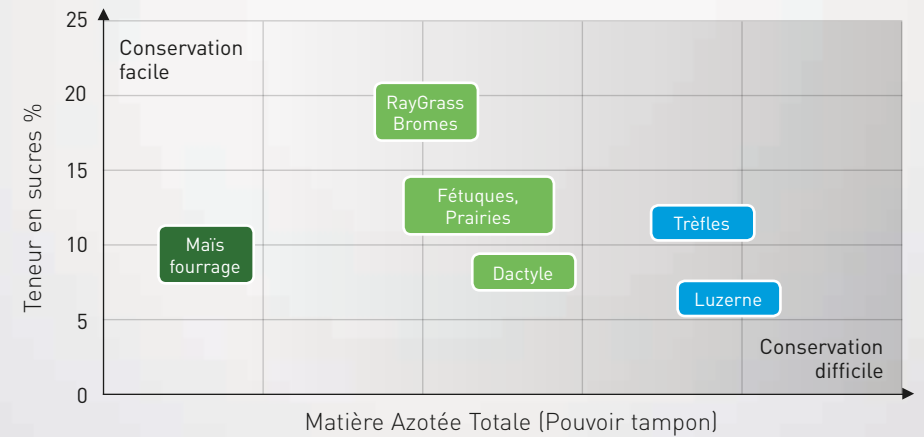 25
20
15
10
5
0
Teneur en sucres %
Conservation
facile
RayGrass
Bromes
Fétuques,
Prairies
Trèfles
Maïs
fourrage
Dactyle
Luzerne
Conservation
difficile
Matière Azotée Totale (Pouvoir tampon)